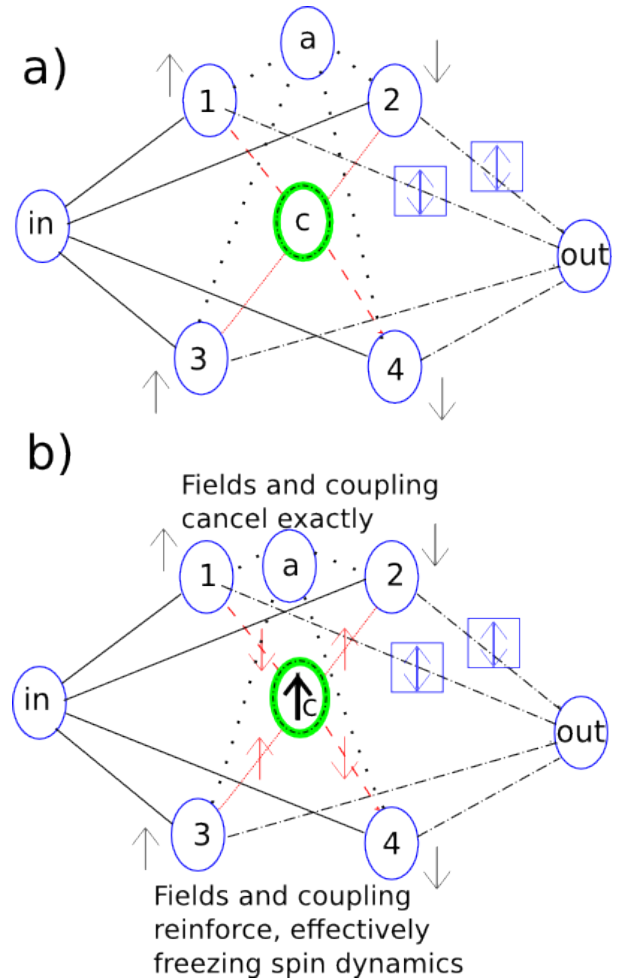 a)
a
1
2
in
c
out
3
4
b)
Fields and coupling
cancel exactly
a
1
2
in
c
out
3
4
Fields and coupling
reinforce, effectively
freezing spin dynamics